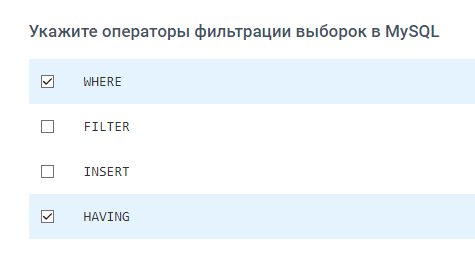 Укажите операторы фильтрации выборок в MySQL
WHERE
FILTER
INSERT
HAVING